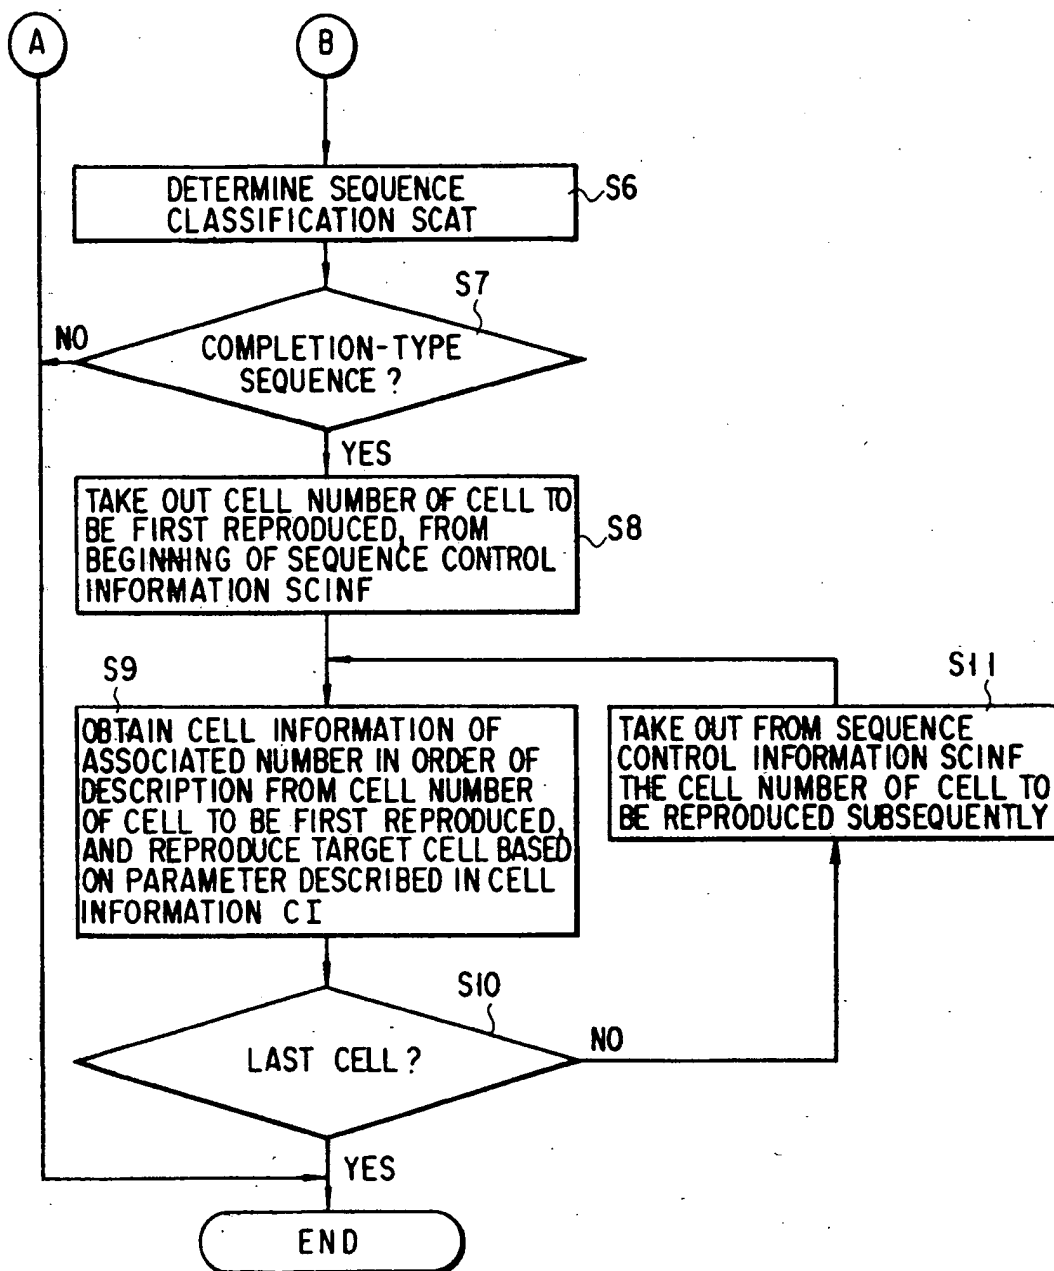 A
B
DETERMINE SEQUENCE
CLASSIFICATION SCAT
S6
S7
NO
COMPLETION-TYPE
SEQUENCE?
YES
TAKE OUT CELL NUMBER OF CELL TO
BE FIRST REPRODUCED, FROM
BEGINNING OF SEQUENCE CONTROL
INFORMATION SCINF
S8
S9
OBTAIN CELL INFORMATION OF
ASSOCIATED NUMBER IN ORDER OF
DESCRIPTION FROM CELL NUMBER
OF CELL TO BE FIRST REPRODUCED,
AND REPRODUCE TARGET CELL BASED
ON PARAMETER DESCRIBED IN CELL
INFORMATION CI
S11
TAKE OUT FROM SEQUENCE
CONTROL INFORMATION SCINF
THE CELL NUMBER OF CELL TO
BE REPRODUCED SUBSEQUENTLY
S10
LAST CELL?
NO
YES
END